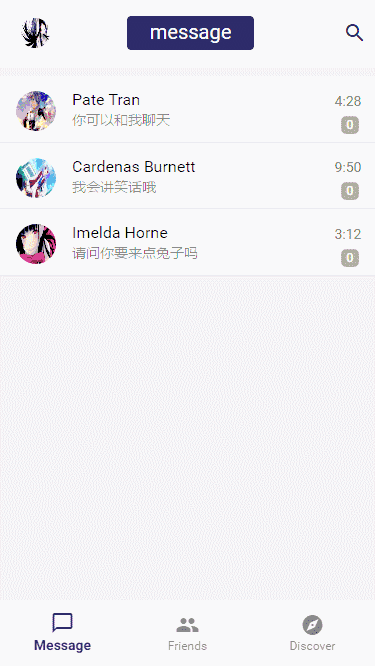 message
Pate Tran
4:28
你可以和我聊天
0
Cardenas Burnett
9:50
我会讲笑话哦
0
Imelda Horne
3:12
请问你要来点兔子吗
0
Message
Friends
Discover